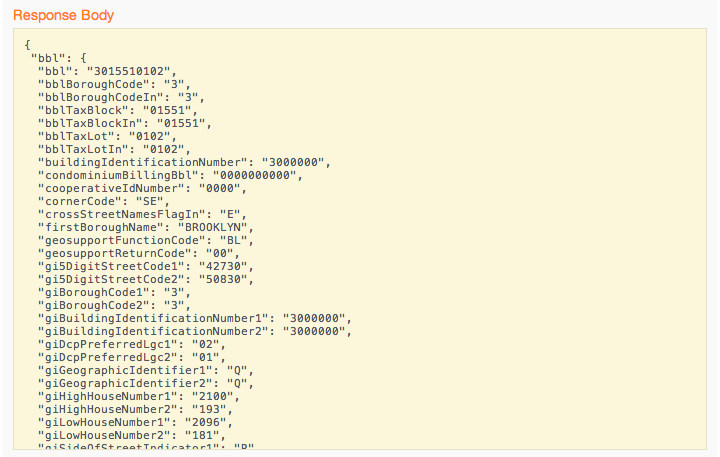 Response Body
{
"bbl": {
"bbl": "3015510102",
"bblBoroughCode": "3",
"bblBoroughCodeIn": "3",
"bblTaxBlock": "01551",
"bblTaxBlockIn": "01551",
"bblTaxLot": "0102",
"bblTaxLotIn": "0102",
"buildingIdentificationNumber": "3000000",
"condominiumBillingBbl": "0000000000",
"cooperativeIdNumber": "0000",
"cornerCode": "SE",
"crossStreetNamesFlagIn": "E",
"firstBoroughName": "BROOKLYN",
"geosupportFunctionCode": "BL",
"geosupportReturnCode": "00",
"gi5DigitStreetCode1": "42730",
"gi5DigitStreetCode2": "50830",
"giBoroughCode1": "3",
"giBoroughCode2": "3",
"giBuildingIdentificationNumber1": "3000000",
"giBuildingIdentificationNumber2": "3000000",
"giDcpPreferredLgc1": "02",
"giDcpPreferredLgc2": "01",
"giGeographicIdentifier1": "Q",
"giGeographicIdentifier2": "Q",
"giHighHouseNumber1": "2100",
"giHighHouseNumber2": "193",
"giLowHouseNumber1": "2096",
"giLowHouseNumber2": "181",
"giSideOfStreetIndicator1": "R"